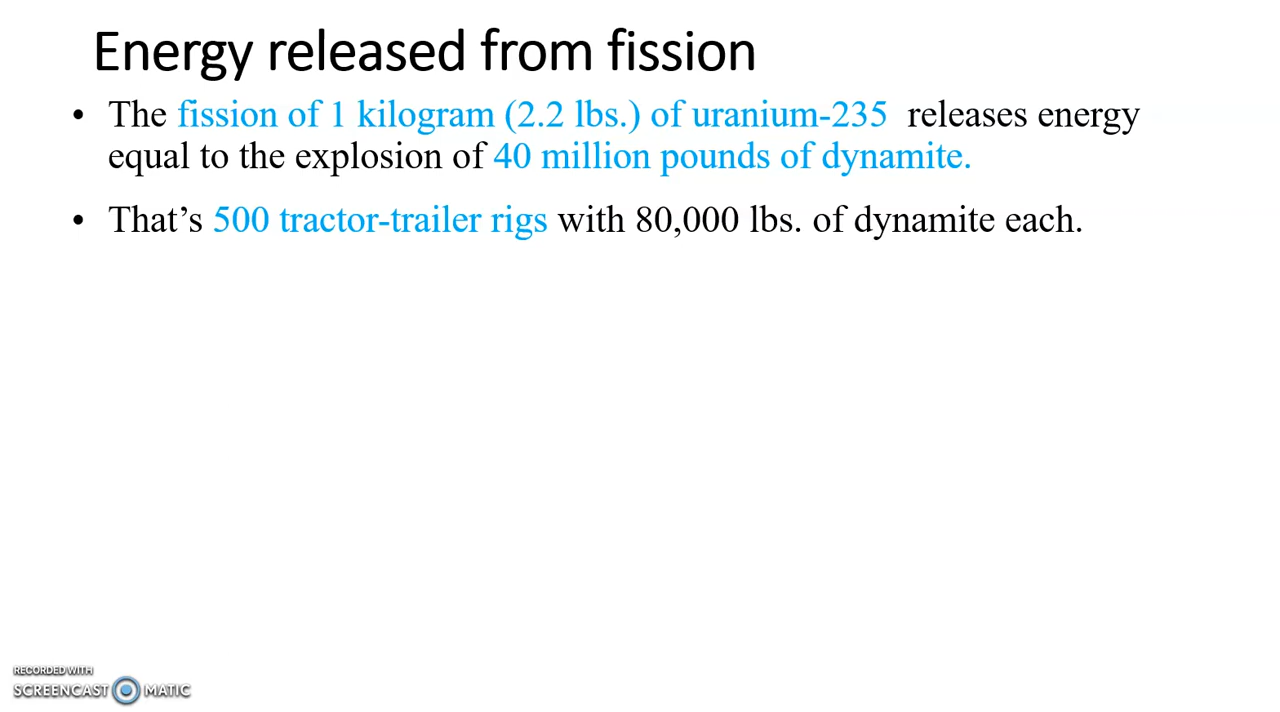 Energy released from fission
• The fission of 1 kilogram (2.2 lbs.) of uranium-235 releases energy
equal to the explosion of 40 million pounds of dynamite.
• That’s 500 tractor-trailer rigs with 80,000 lbs. of dynamite each.
RECORDED WITH
SCREENCAST MATIC